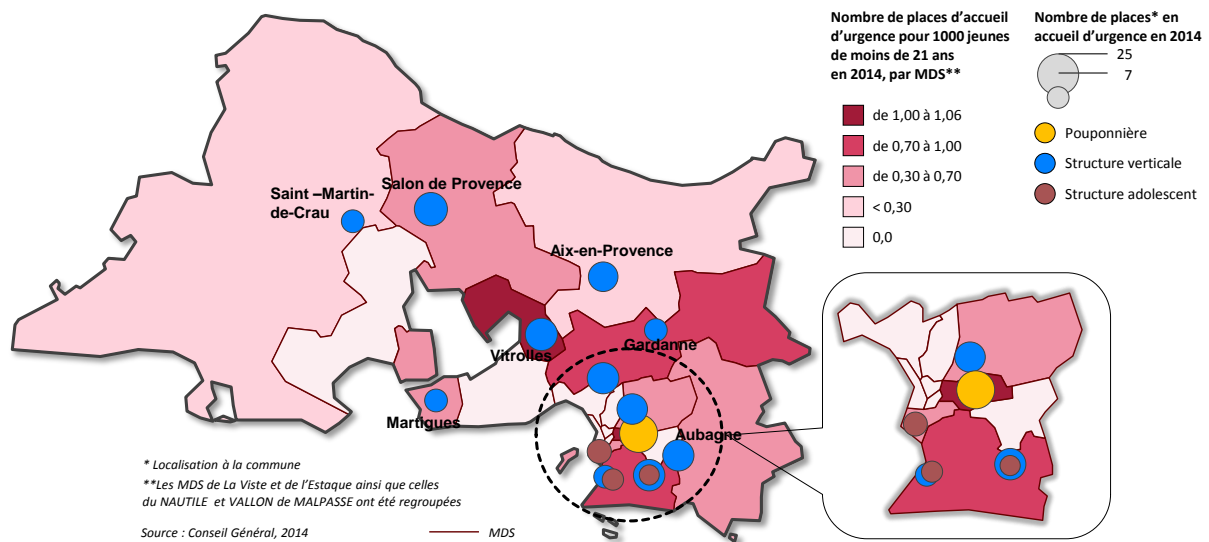 Nombre de places d'accueil
d'urgence pour 1000 jeunes
de moins de 21 ans
en 2014, par MDS**
de 1,00 à 1,06
de 0,70 à 1,00
de 0,30 à 0,70
< 0,30
0,0
Nombre de places* en
accueil d'urgence en 2014
25
7
Pouponnière
Structure verticale
Structure adolescent
Saint –Martin-
de-Crau
Salon de Provence
Aix-en-Provence
Vitrolles
Gardanne
Martigues
Aubagne
* Localisation à la commune
**Les MDS de La Viste et de l'Estaque ainsi que celles
du NAUTILE et VALLON de MALPASSE ont été regroupées
Source : Conseil Général, 2014
MDS